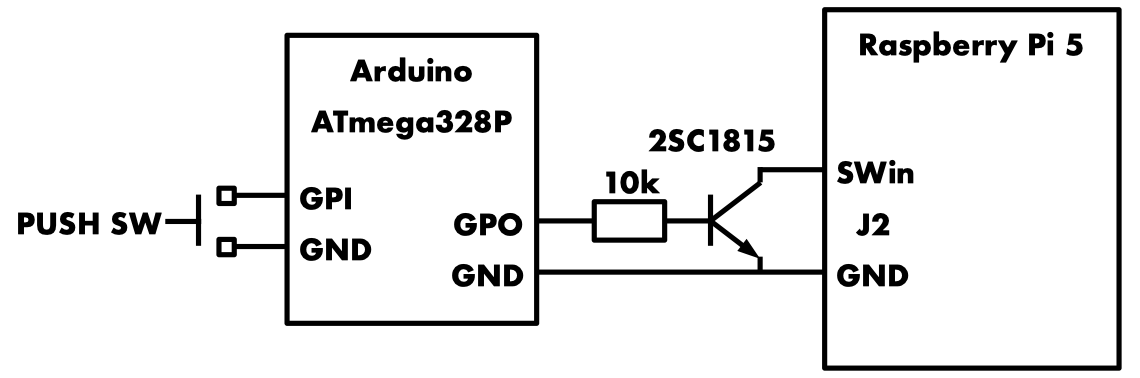 Raspberry Pi 5
Arduino
ATmega328P
2SC1815
SWin
10k
GPI
PUSH SW
GPO
J2
GND
GND
GND